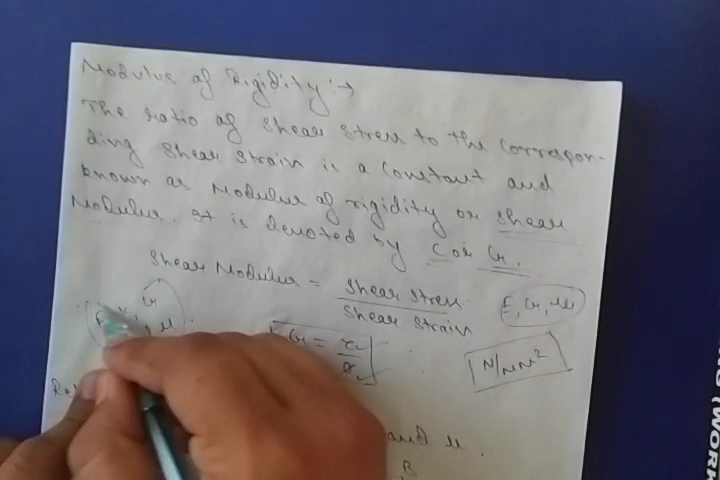 Modulus of Rigidity :→
The ratio of shear stress to the correspon-
ding shear strain is a constant and
known as Modulus of rigidity or shear
Modulus. It is denoted by C or G.
Shear Modulus = Shear Stress
Shear Strain
E, G, μ
G = τ
N/mm²
and μ.
B